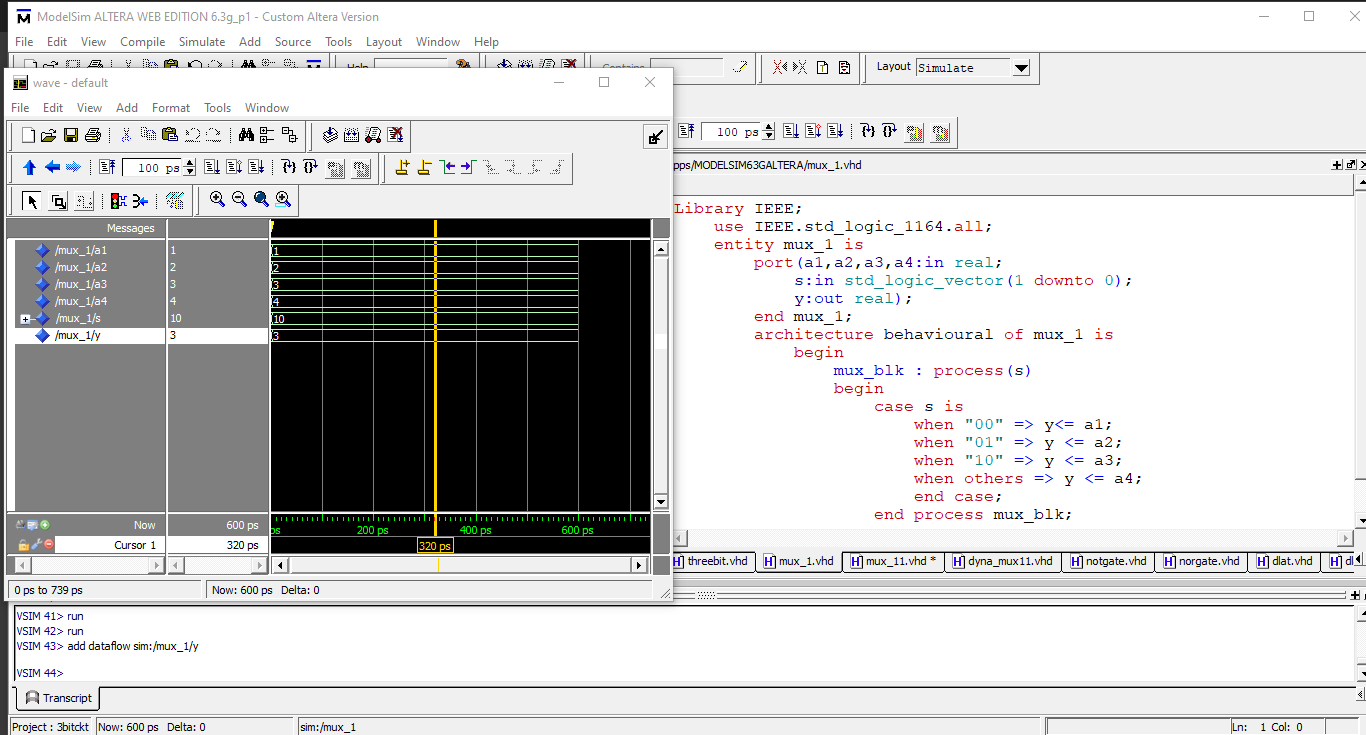 ModelSim ALTERA WEB EDITION 6.3g_p1 - Custom Altera Version
File Edit View Compile Simulate Add Source Tools Layout Window Help
Layout Simulate
wave - default
File Edit View Add Format Tools Window
100 ps
100 ps
pps/MODELSIM63GALTERA/mux_1.vhd
Messages
/mux_1/a1 1 1
/mux_1/a2 2 2
/mux_1/a3 3 3
/mux_1/a4 4 4
/mux_1/s 10 10
/mux_1/y 3 3
Now 600 ps ps 200 ps 400 ps 600 ps
Cursor 1 320 ps 320 ps
0 ps to 739 ps Now: 600 ps Delta: 0
Library IEEE;
use IEEE.std_logic_1164.all;
entity mux_1 is
port(a1,a2,a3,a4:in real;
s:in std_logic_vector(1 downto 0);
y:out real);
end mux_1;
architecture behavioural of mux_1 is
begin
mux_blk : process(s)
begin
case s is
when "00" => y<= a1;
when "01" => y <= a2;
when "10" => y <= a3;
when others => y <= a4;
end case;
end process mux_blk;
threebit.vhd mux_1.vhd mux_11.vhd * dyna_mux11.vhd notgate.vhd norgate.vhd dlat.vhd
VSIM 41> run
VSIM 42> run
VSIM 43> add dataflow sim:/mux_1/y
VSIM 44>
Transcript
Project : 3bitckt Now: 600 ps Delta: 0 sim:/mux_1 Ln: 1 Col: 0